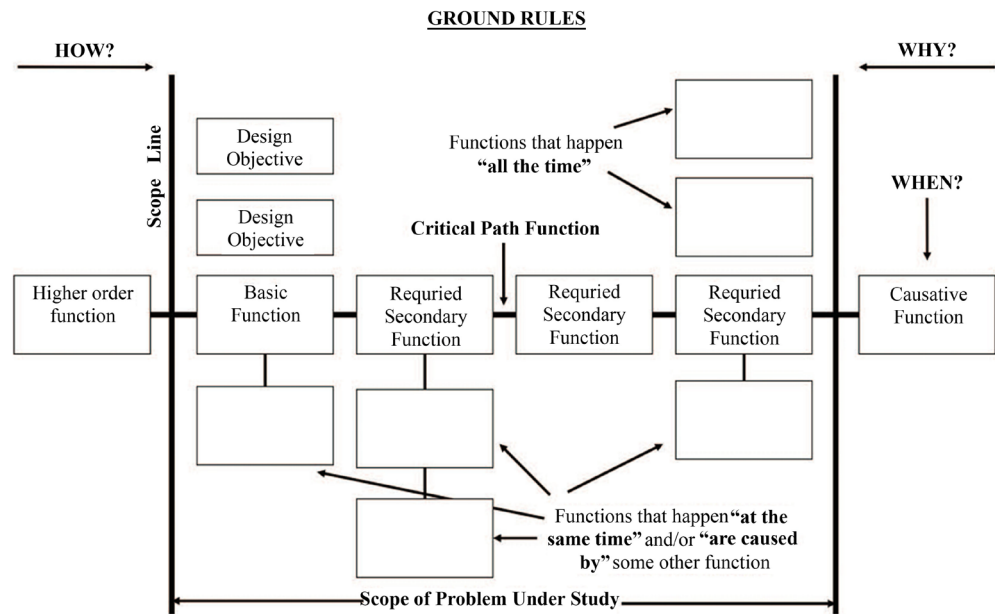 GROUND RULES
HOW?
WHY?
Scope Line
Design
Objective
Functions that happen
“all the time”
Design
Objective
WHEN?
Critical Path Function
Higher order
function
Basic
Function
Requried
Secondary
Function
Requried
Secondary
Function
Requried
Secondary
Function
Causative
Function
Functions that happen “at the
same time” and/or “are caused
by” some other function
Scope of Problem Under Study